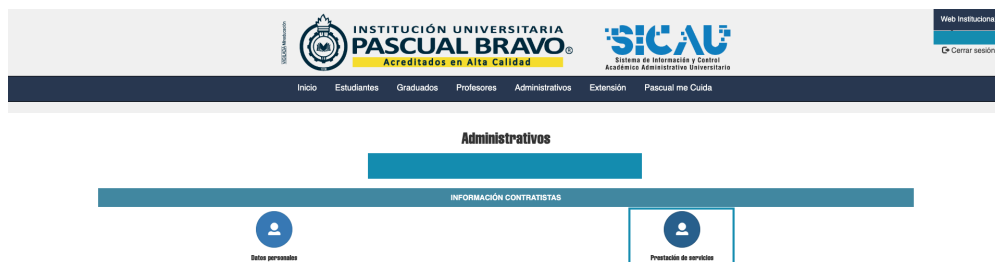 INSTITUCIÓN UNIVERSITARIA
PASCUAL BRAVO®
Acreditados en Alta Calidad
SICAU
Sistema de Información y Control
Académico Administrativo Universitario
Web Instituciona
Cerrar sesión
Inicio Estudiantes Graduados Profesores Administrativos Extensión Pascual me Cuida
Administrativos
INFORMACIÓN CONTRATISTAS
Datos personales Prestación de servicios